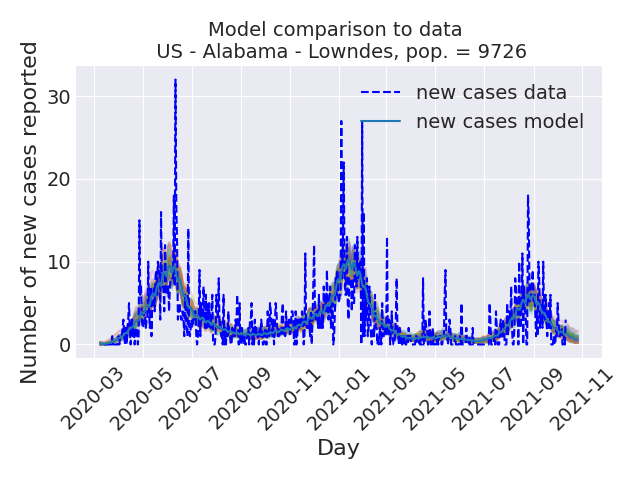 Model comparison to data
US - Alabama - Lowndes, pop. = 9726
Number of new cases reported
30
20
10
0
new cases data
new cases model
2020-03
2020-05
2020-07
2020-09
2020-11
2021-01
2021-03
2021-05
2021-07
2021-09
2021-11
Day